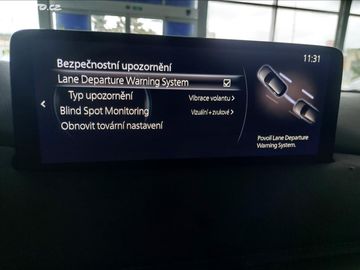 Bezpečnostní upozornění
11:31
Lane Departure Warning System
Typ upozornění
Vibrace volantu
Blind Spot Monitoring
Vizuální+zvukové
Obnovit tovární nastavení
Povolí Lane Departure
Warning System.